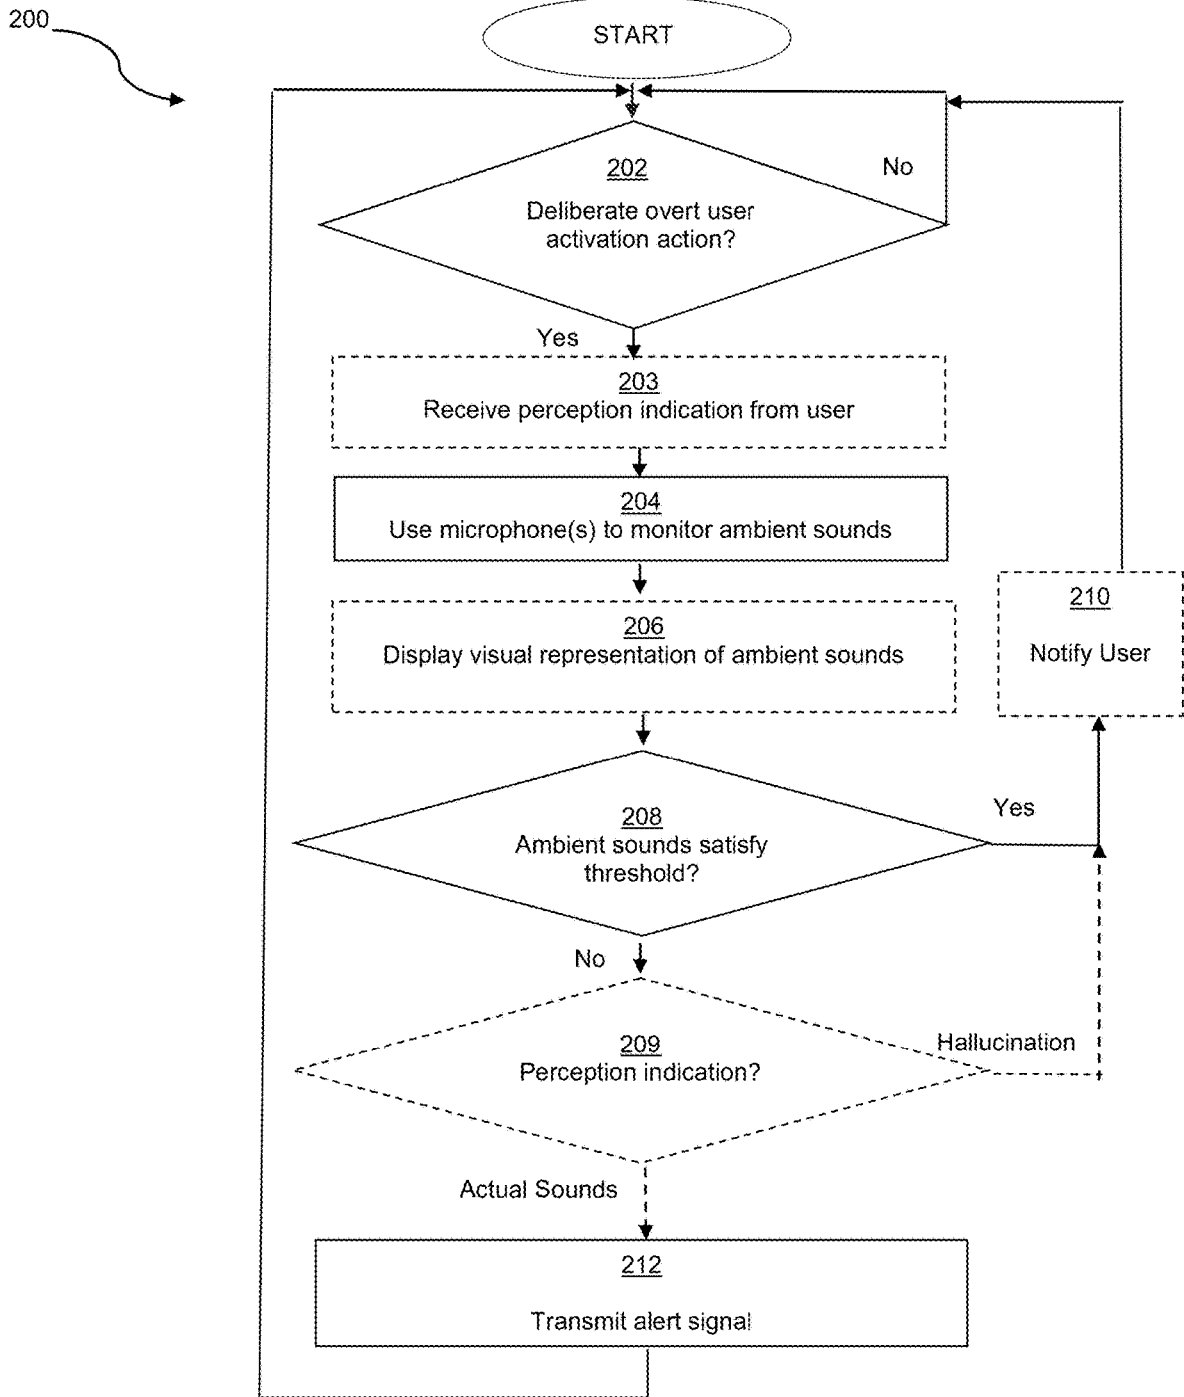 200
START
202
No
Deliberate overt user
activation action?
Yes
203
Receive perception indication from user
204
Use microphone(s) to monitor ambient sounds
210
Notify User
206
Display visual representation of ambient sounds
Yes
208
Ambient sounds satisfy
threshold?
No
209
Hallucination
Perception indication?
Actual Sounds
212
Transmit alert signal